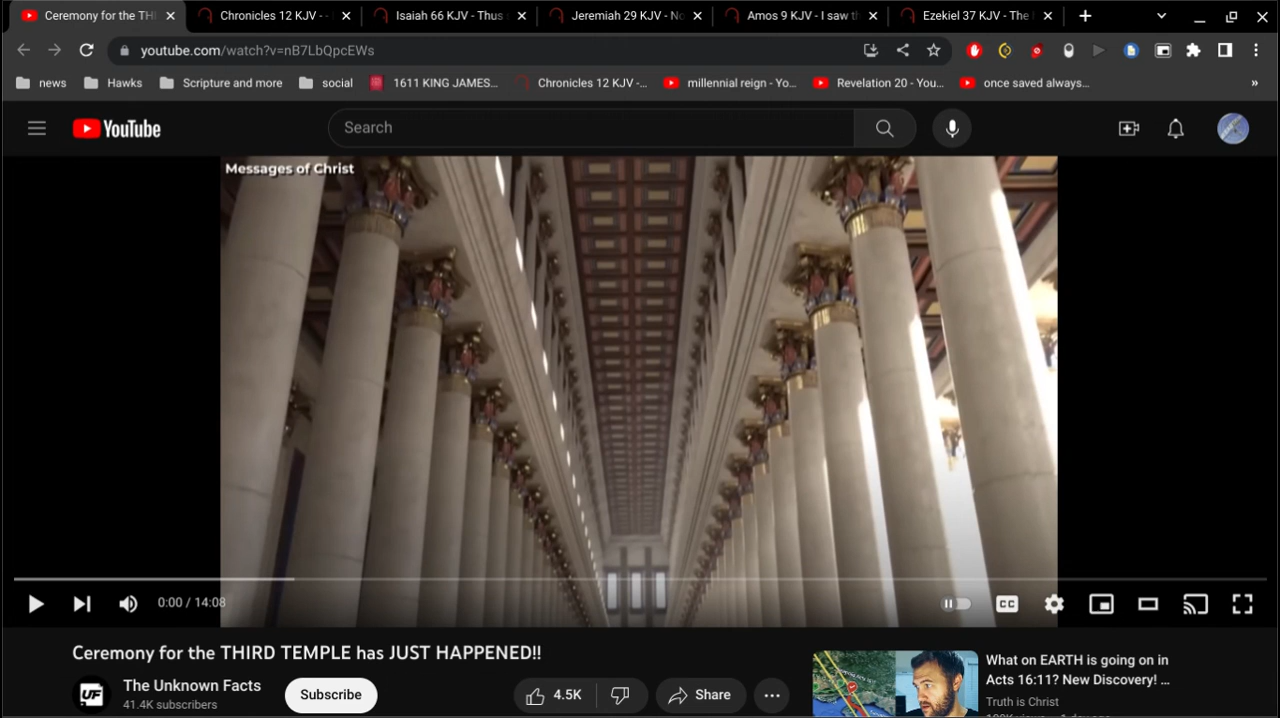 Ceremony for the THI
Chronicles 12 KJV - -
Isaiah 66 KJV - Thus s
Jeremiah 29 KJV - No
Amos 9 KJV - I saw th
Ezekiel 37 KJV - The
youtube.com/watch?v=nB7LbQpcEWs
news
Hawks
Scripture and more
social
1611 KING JAMES...
Chronicles 12 KJV -...
millennial reign - Yo...
Revelation 20 - You...
once saved always...
»
YouTube
Search
Messages of Christ
0:00 / 14:08
CC
Ceremony for the THIRD TEMPLE has JUST HAPPENED!!
The Unknown Facts
41.4K subscribers
UF
Subscribe
4.5K
Share
What on EARTH is going on in
Acts 16:11? New Discovery! ...
Truth is Christ